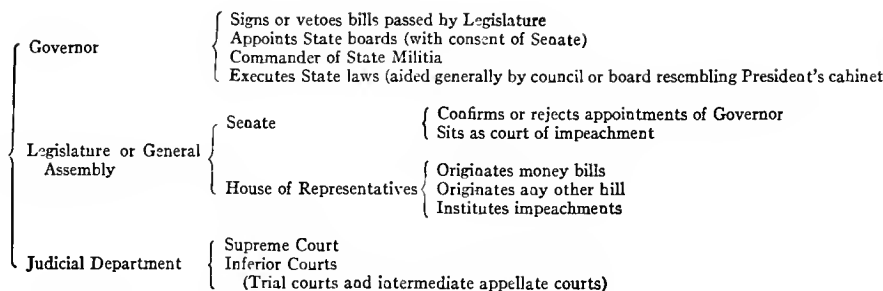 Governor
Signs or vetoes bills passed by Legislature
Appoints State boards (with consent of Senate)
Commander of State Militia
Executes State laws (aided generally by council or board resembling President's cabinet
Legislature or General
Assembly
Senate
Confirms or rejects appointments of Governor
Sits as court of impeachment
House of Representatives
Originates money bills
Originates any other bill
Institutes impeachments
Judicial Department
Supreme Court
Inferior Courts
(Trial courts and intermediate appellate courts)